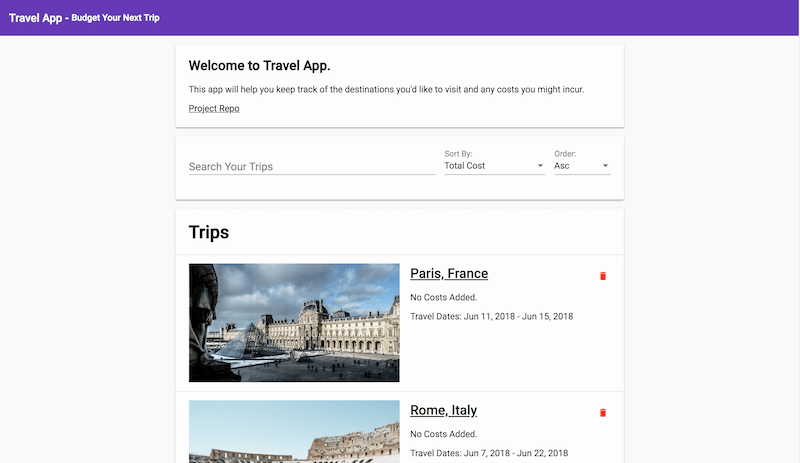 Travel App - Budget Your Next Trip
Welcome to Travel App.
This app will help you keep track of the destinations you'd like to visit and any costs you might incur.
Project Repo
Sort By:
Order:
Search Your Trips
Total Cost
Asc
Trips
Paris, France
No Costs Added.
Travel Dates: Jun 11, 2018 - Jun 15, 2018
Rome, Italy
No Costs Added.
Travel Dates: Jun 7, 2018 - Jun 22, 2018